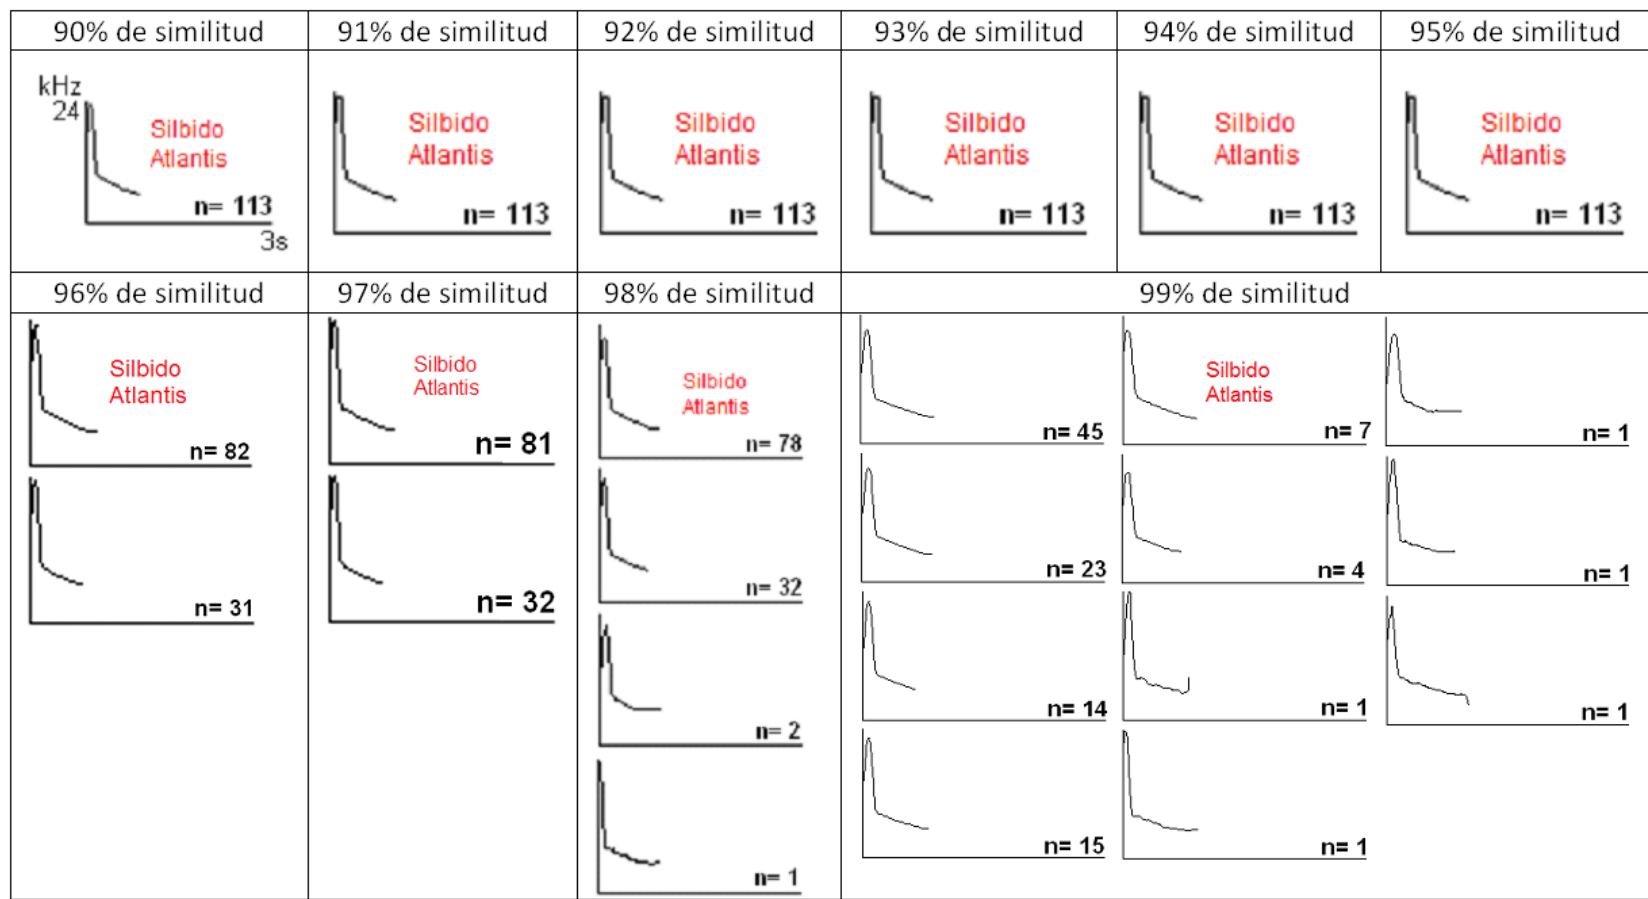 90% de similitud
91% de similitud
92% de similitud
93% de similitud
94% de similitud
95% de similitud
kHz
24
Silbido
Atlantis
n= 113
3s
Silbido
Atlantis
n= 113
Silbido
Atlantis
n= 113
Silbido
Atlantis
n= 113
Silbido
Atlantis
n= 113
Silbido
Atlantis
n= 113
96% de similitud
97% de similitud
98% de similitud
99% de similitud
Silbido
Atlantis
n= 82
n= 31
Silbido
Atlantis
n= 81
n= 32
Silbido
Atlantis
n= 78
n= 32
n= 2
n= 1
n= 45
n= 23
n= 14
n= 15
Silbido
Atlantis
n= 7
n= 4
n= 1
n= 1
n= 1
n= 1
n= 1